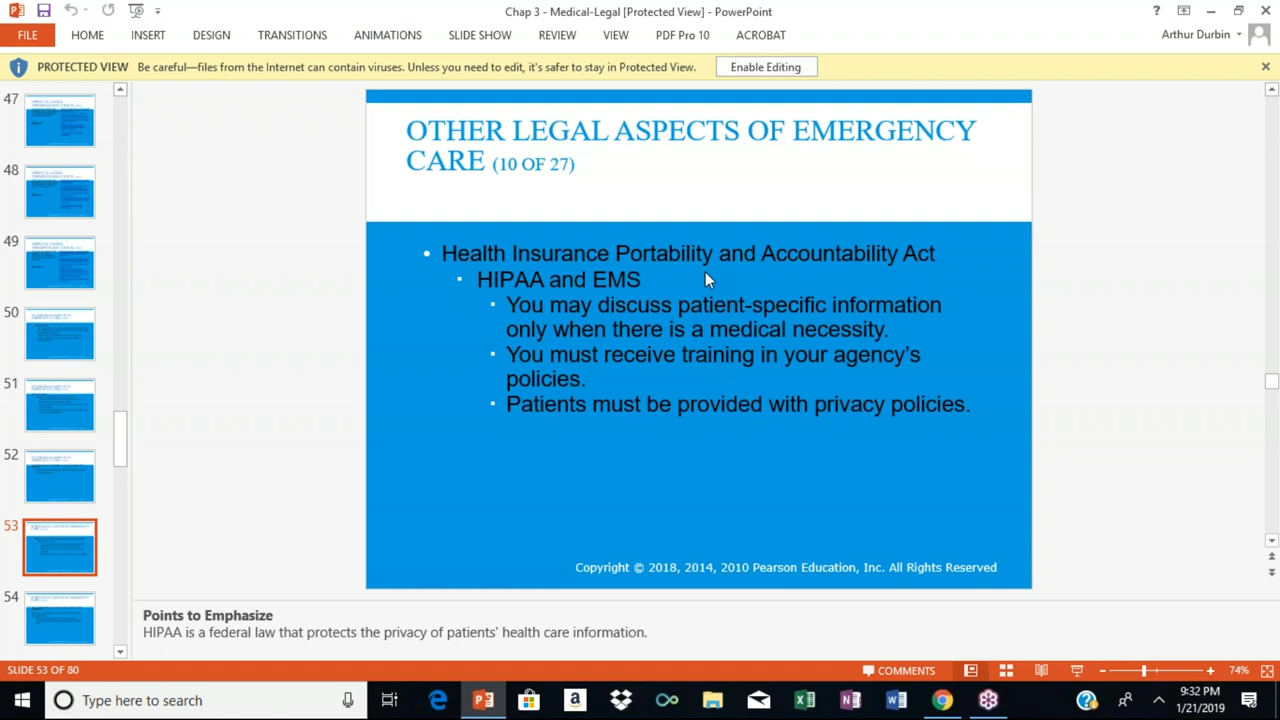 Chap 3 - Medical-Legal [Protected View] - PowerPoint
?
FILE HOME INSERT DESIGN TRANSITIONS ANIMATIONS SLIDE SHOW REVIEW VIEW PDF Pro 10 ACROBAT Arthur Durbin
PROTECTED VIEW Be careful—files from the Internet can contain viruses. Unless you need to edit, it's safer to stay in Protected View. Enable Editing
47
48
49
50
51
52
53
54
OTHER LEGAL ASPECTS OF EMERGENCY
CARE (10 OF 27)
• Health Insurance Portability and Accountability Act
HIPAA and EMS
You may discuss patient-specific information
only when there is a medical necessity.
You must receive training in your agency’s
policies.
Patients must be provided with privacy policies.
Copyright © 2018, 2014, 2010 Pearson Education, Inc. All Rights Reserved
Points to Emphasize
HIPAA is a federal law that protects the privacy of patients' health care information.
SLIDE 53 OF 80 COMMENTS 74%
Type here to search
9:32 PM
1/21/2019